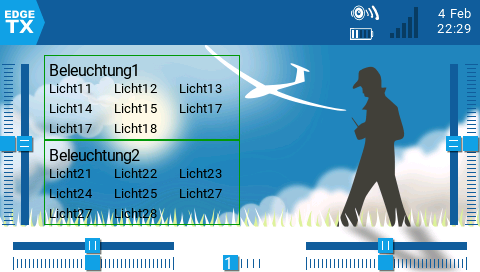 EDGE
TX
4 Feb
22:29
Beleuchtung1
Licht11 Licht12 Licht13
Licht14 Licht15 Licht17
Licht17 Licht18
Beleuchtung2
Licht21 Licht22 Licht23
Licht24 Licht25 Licht27
Licht27 Licht28
1